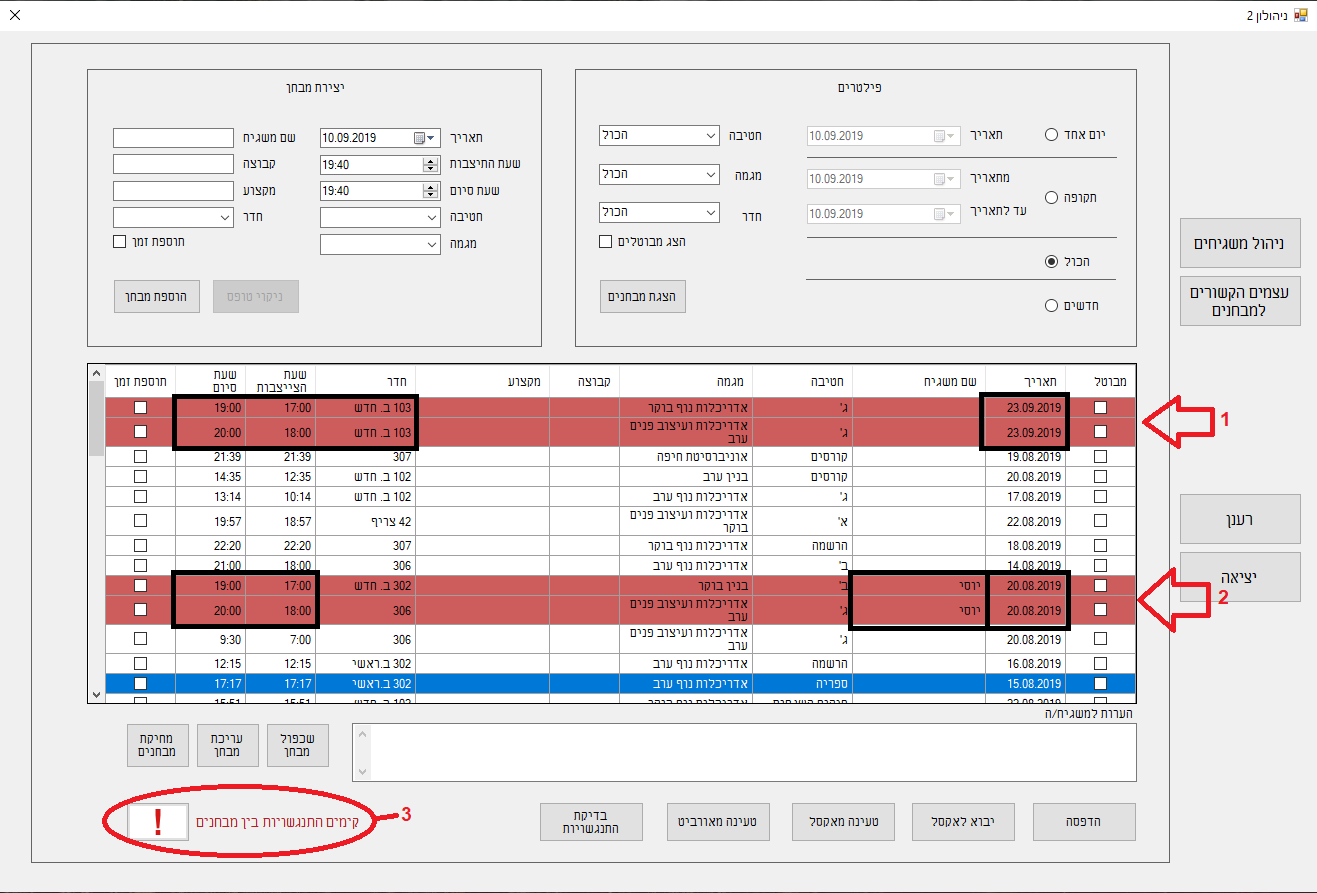 ניהולון 2
יצירת מבחן
תאריך
10.09.2019
שם משגיח
שעת התיצבות
19:40
קבוצה
שעת סיום
19:40
מקצוע
חטיבה
חדר
מגמה
תוספת זמן
הוספת מבחן
ניקוי טופס
פילטרים
יום אחד
תאריך
10.09.2019
חטיבה
הכול
תקופה
מתאריך
10.09.2019
מגמה
הכול
עד לתאריך
10.09.2019
חדר
הכול
הצג מבוטלים
הכול
חדשים
הצגת מבחנים
ניהול משגיחים
עצמים הקשורים
למבחנים
רענן
יציאה
מבוטל תאריך שם משגיח חטיבה מגמה קבוצה מקצוע חדר שעת הצייצבות שעת סיום תוספת זמן
23.09.2019 ג' אדריכלות נוף בוקר 103 ב. חדש 17:00 19:00
23.09.2019 ג' אדריכלות ועיצוב פנים ערב 103 ב. חדש 18:00 20:00
19.08.2019 קורסים אוניברסיטת חיפה 307 21:39 21:39
20.08.2019 קורסים בנין ערב 102 ב. חדש 12:35 14:35
17.08.2019 ג' אדריכלות נוף ערב 102 ב. חדש 10:14 13:14
22.08.2019 א' אדריכלות ועיצוב פנים בוקר 42 צריף 18:57 19:57
18.08.2019 הרשמה אדריכלות נוף בוקר 307 22:20 22:20
14.08.2019 ב' אדריכלות נוף ערב 306 18:00 21:00
20.08.2019 יוסי ב' בנין בוקר 302 ב. חדש 17:00 19:00
20.08.2019 יוסי ג' אדריכלות ועיצוב פנים ערב 306 18:00 20:00
20.08.2019 ג' אדריכלות ועיצוב פנים ערב 306 7:00 9:30
16.08.2019 הרשמה אדריכלות נוף ערב 302 ב.ראשי 12:15 12:15
15.08.2019 ספריה אדריכלות נוף ערב 302 ב.ראשי 17:17 17:17
1
2
הערות למשגיח/ה
שכפול
מבחן
עריכת
מבחן
מחיקת
מבחנים
הדפסה
יבוא לאקסל
טעינה מאקסל
טעינה מאורביט
בדיקת
התנגשויות
קימים התנגשויות בין מבחנים
!
3